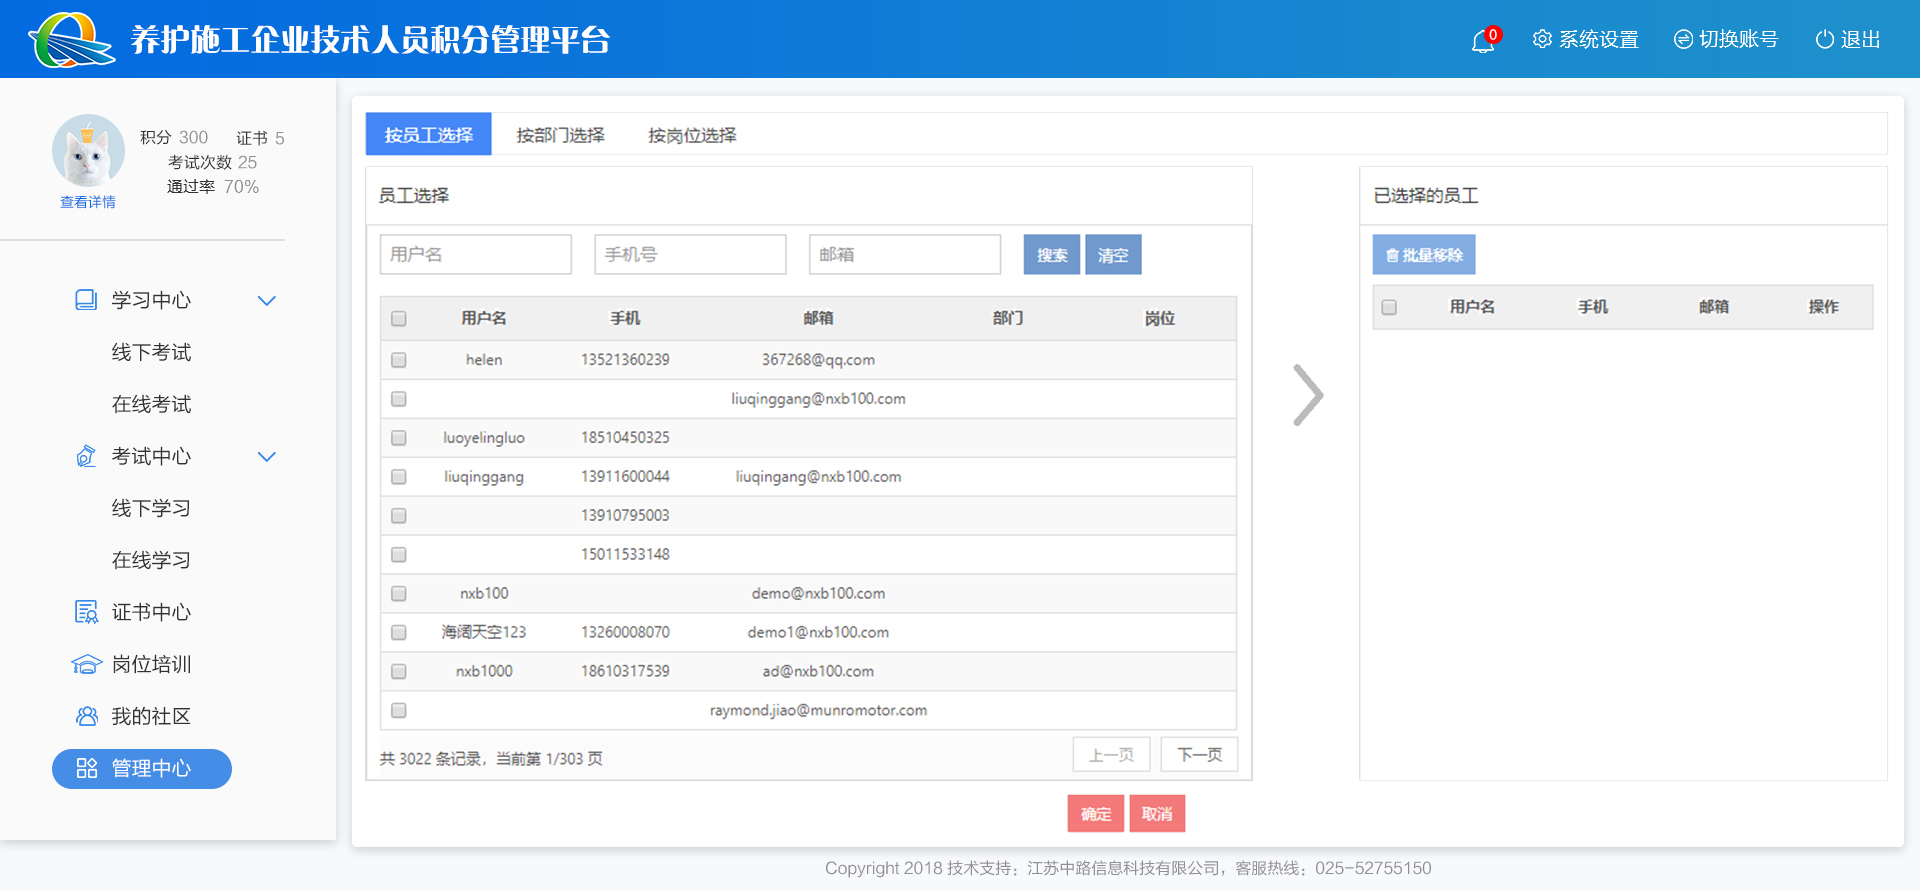 养护施工企业技术人员积分管理平台
0
系统设置
切换账号
退出
积分 300 证书 5
考试次数 25
通过率 70%
查看详情
学习中心
线下考试
在线考试
考试中心
线下学习
在线学习
证书中心
岗位培训
我的社区
管理中心
按员工选择 按部门选择 按岗位选择
员工选择
用户名 手机号 邮箱 搜索 清空
用户名 手机 邮箱 部门 岗位
helen 13521360239 367268@qq.com
liuqinggang@nxb100.com
luoyelingluo 18510450325
liuqinggang 13911600044 liuqingang@nxb100.com
13910795003
15011533148
nxb100 demo@nxb100.com
海阔天空123 13260008070 demo1@nxb100.com
nxb1000 18610317539 ad@nxb100.com
raymond.jiao@munromotor.com
共 3022 条记录，当前第 1/303 页
上一页 下一页
已选择的员工
批量移除
用户名 手机 邮箱 操作
确定 取消
Copyright 2018 技术支持：江苏中路信息科技有限公司，客服热线：025-52755150